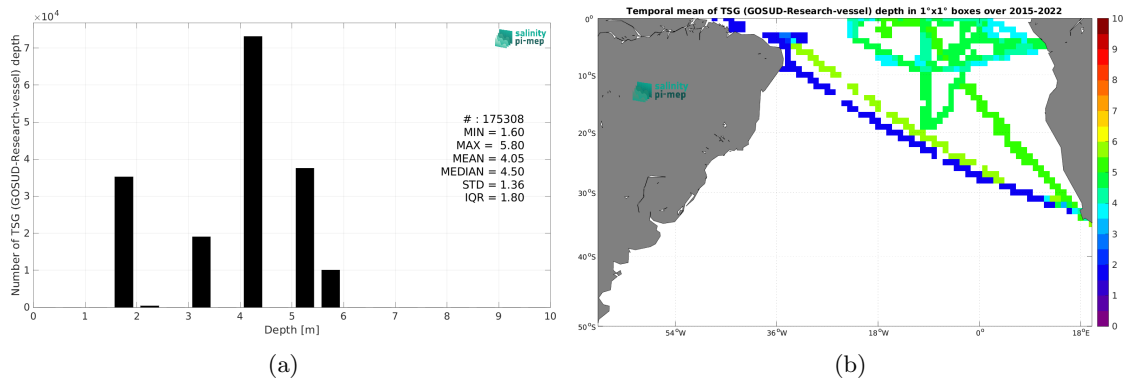 ×10⁴
7
6
5
4
3
2
1
0
Number of TSG (GOSUD-Research-vessel) depth
salinity
pi-mep
# : 175308
MIN = 1.60
MAX = 5.80
MEAN = 4.05
MEDIAN = 4.50
STD = 1.36
IQR = 1.80
0 1 2 3 4 5 6 7 8 9 10
Depth [m]
(a)
Temporal mean of TSG (GOSUD-Research-vessel) depth in 1°x1° boxes over 2015-2022
0°
10°S
20°S
30°S
40°S
50°S
salinity
pi-mep
54°W 36°W 18°W 0° 18°E
10
9
8
7
6
5
4
3
2
1
0
(b)